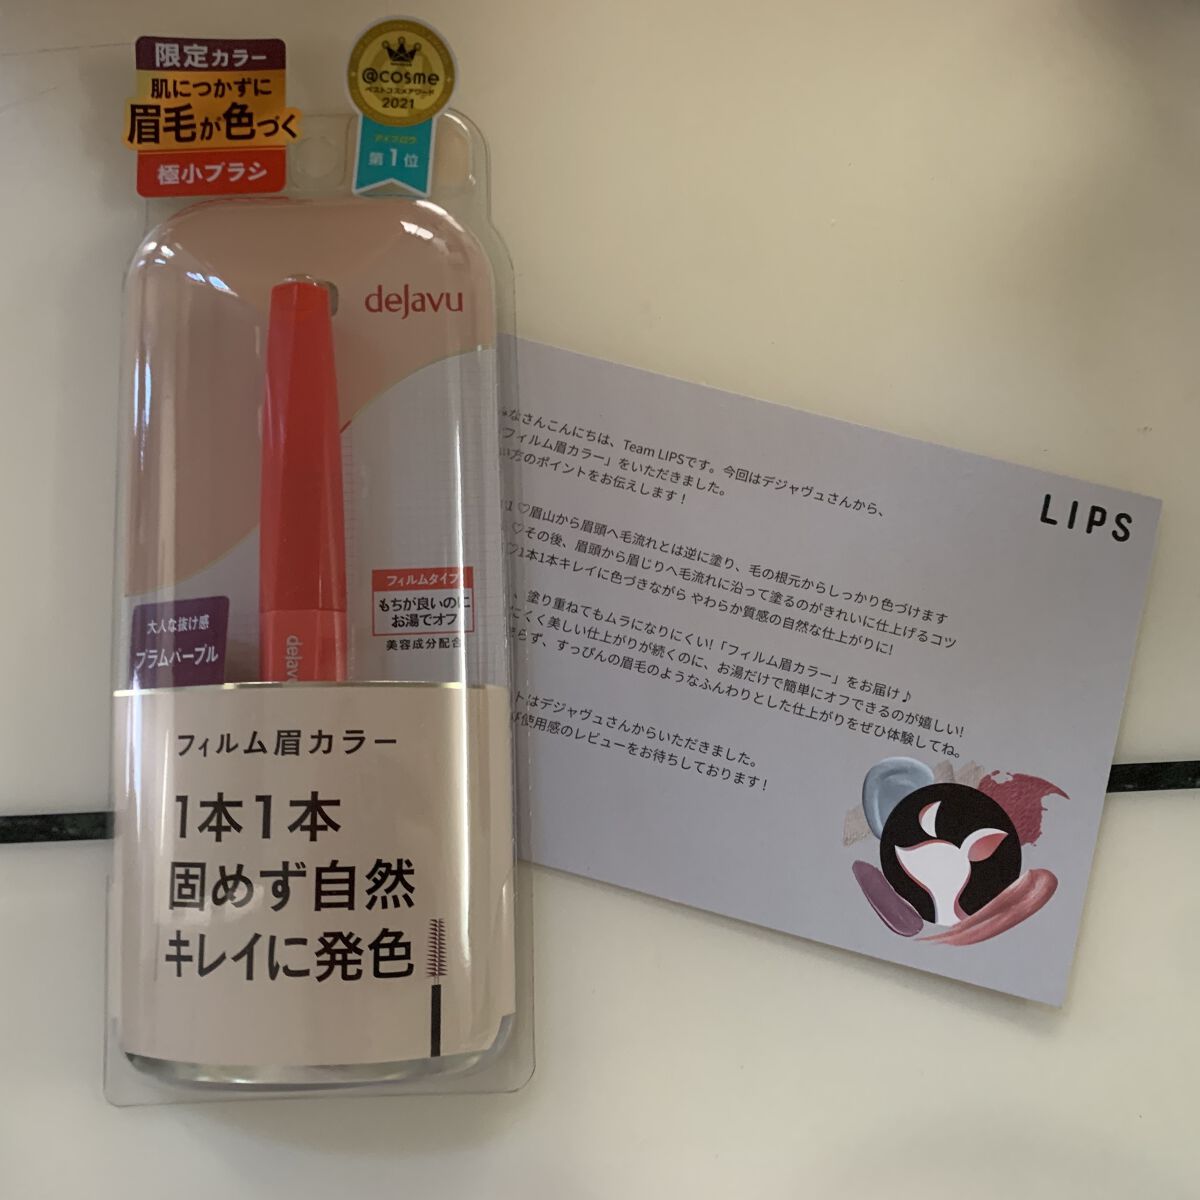 限定カラー
肌につかずに
眉毛が色づく
極小ブラシ
@cosme
ベストコスメアワード
2021
アイブロウ
第1位
dejavu
フィルムタイプ
もちが良いのに
お湯でオフ
美容成分配合
大人な抜け感
プラムパープル
dejavu
フィルム眉カラー
1本1本
固めず自然
キレイに発色
LIPS
みなさんこんにちは、Team LIPSです。今回はデジャヴュさんから、
フィルム眉カラー」をいただきました。
い方のポイントをお伝えします！
1 ♡眉山から眉頭へ毛流れとは逆に塗り、毛の根元からしっかり色づけます
♡その後、眉頭から眉じりへ毛流れに沿って塗るのがきれいに仕上げるコツ
♡1本1本キレイに色づきながら やわらか質感の自然な仕上がりに!
、塗り重ねてもムラになりにくい!「フィルム眉カラー」をお届け♪
にくく美しい仕上がりが続くのに、お湯だけで簡単にオフできるのが嬉しい!
まらず、すっぴんの眉毛のようなふんわりとした仕上がりをぜひ体験してね。
トはデジャヴュさんからいただきました。
使用感のレビューをお待ちしております！